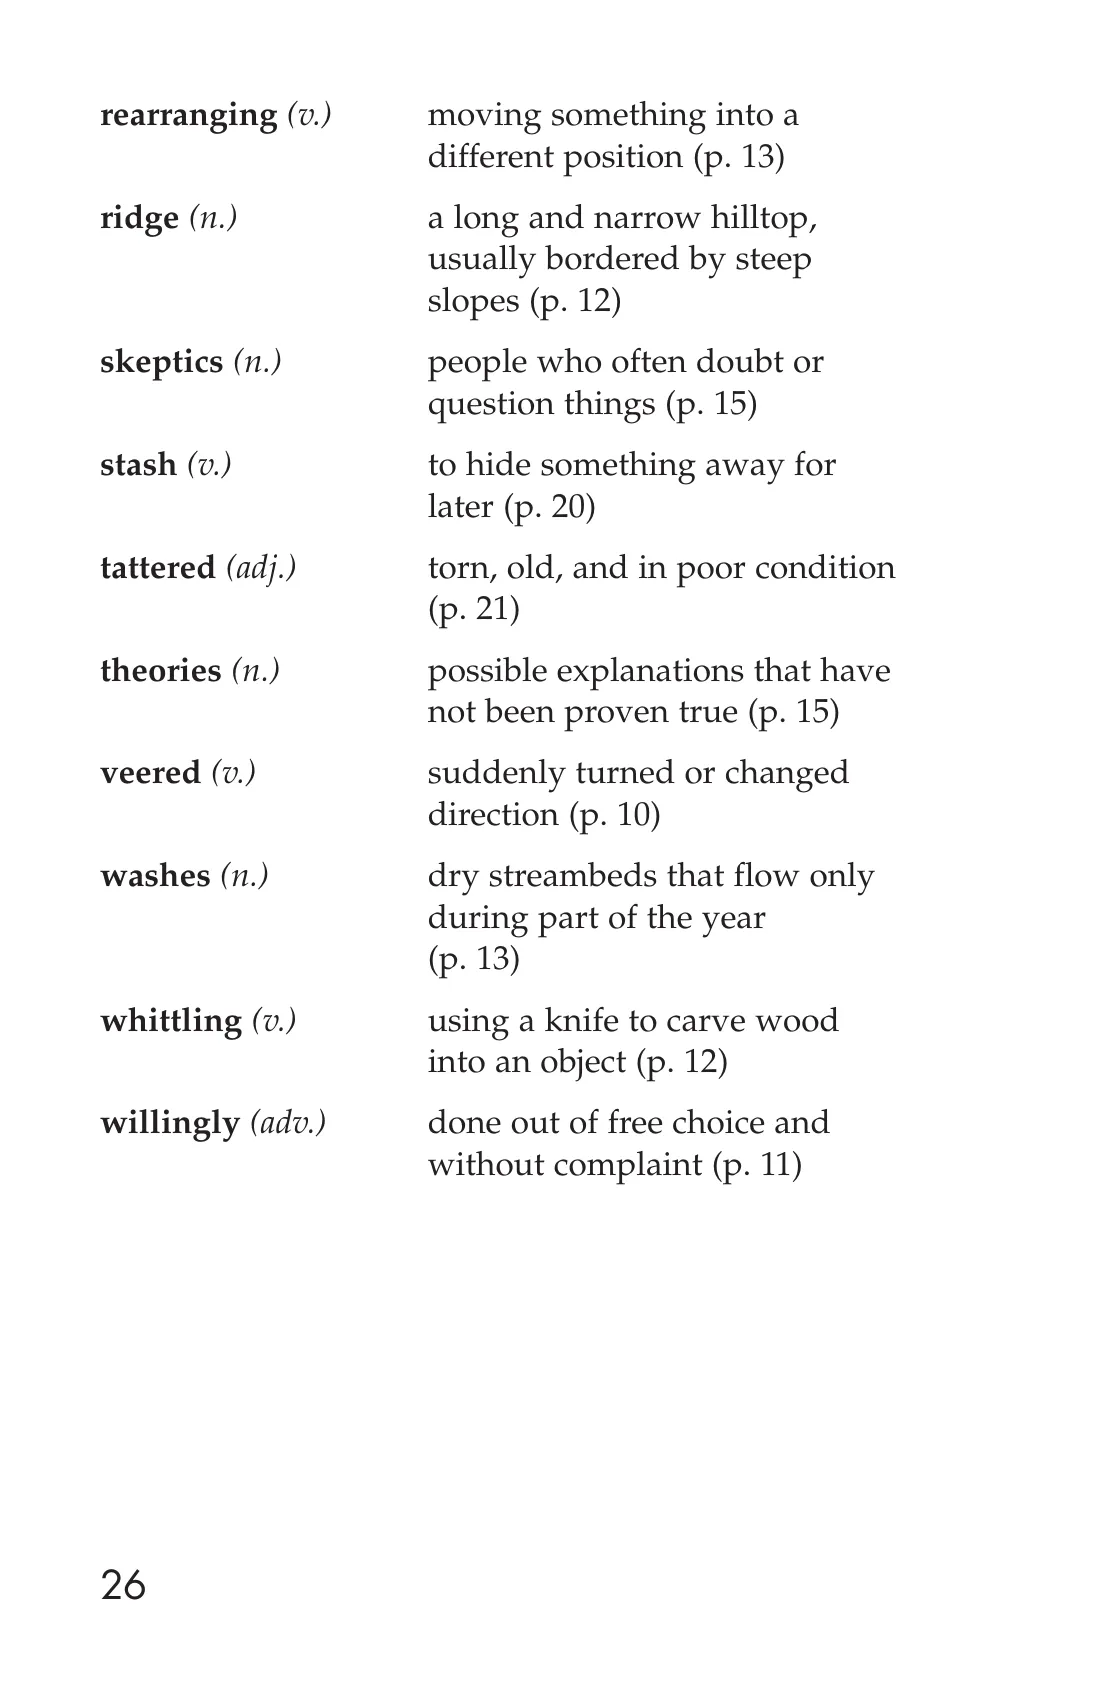 rearranging (v.) moving something into a
different position (p. 13)
ridge (n.) a long and narrow hilltop,
usually bordered by steep
slopes (p. 12)
skeptics (n.) people who often doubt or
question things (p. 15)
stash (v.) to hide something away for
later (p. 20)
tattered (adj.) torn, old, and in poor condition
(p. 21)
theories (n.) possible explanations that have
not been proven true (p. 15)
veered (v.) suddenly turned or changed
direction (p. 10)
washes (n.) dry streambeds that flow only
during part of the year
(p. 13)
whittling (v.) using a knife to carve wood
into an object (p. 12)
willingly (adv.) done out of free choice and
without complaint (p. 11)
26